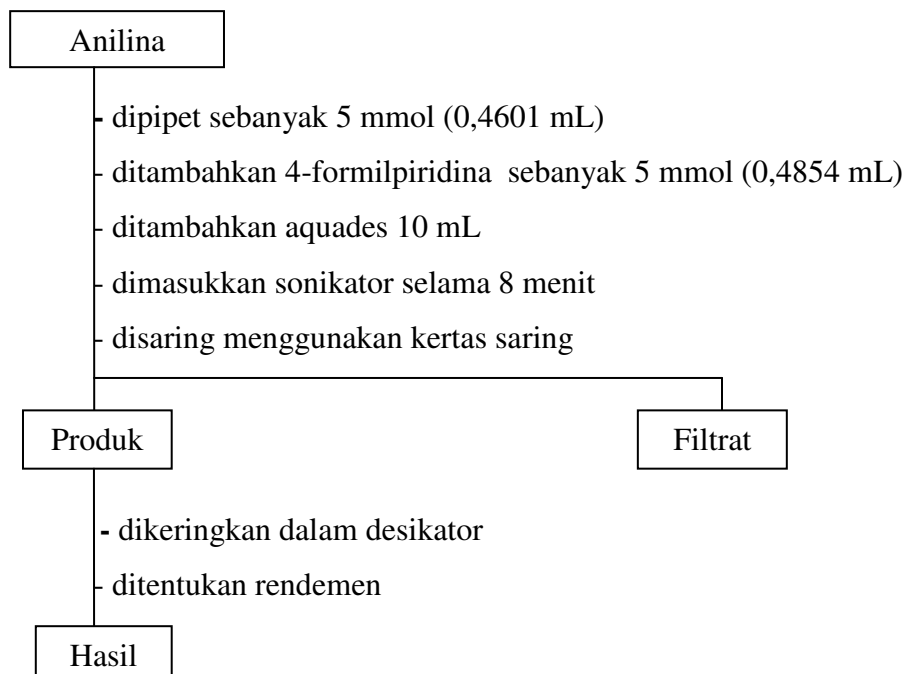 Anilina
- dipipet sebanyak 5 mmol (0,4601 mL)
- ditambahkan 4-formilpiridina sebanyak 5 mmol (0,4854 mL)
- ditambahkan aquades 10 mL
- dimasukkan sonikator selama 8 menit
- disaring menggunakan kertas saring
Produk
Filtrat
- dikeringkan dalam desikator
- ditentukan rendemen
Hasil